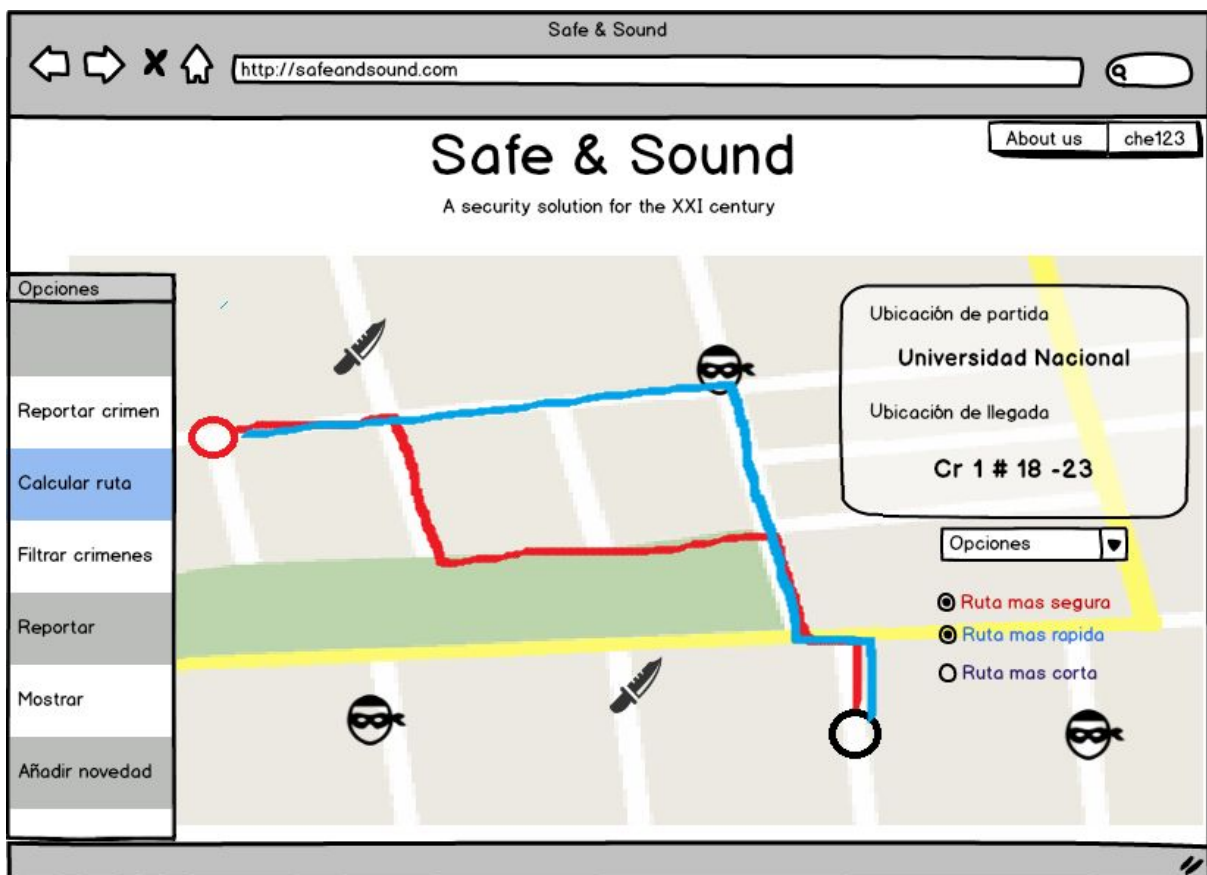 Safe & Sound
http://safeandsound.com
About us
che123
Safe & Sound
A security solution for the XXI century
Opciones
Reportar crimen
Calcular ruta
Filtrar crimenes
Reportar
Mostrar
Añadir novedad
Ubicación de partida
Universidad Nacional
Ubicación de llegada
Cr 1 # 18 -23
Opciones
Ruta mas segura
Ruta mas rapida
Ruta mas corta